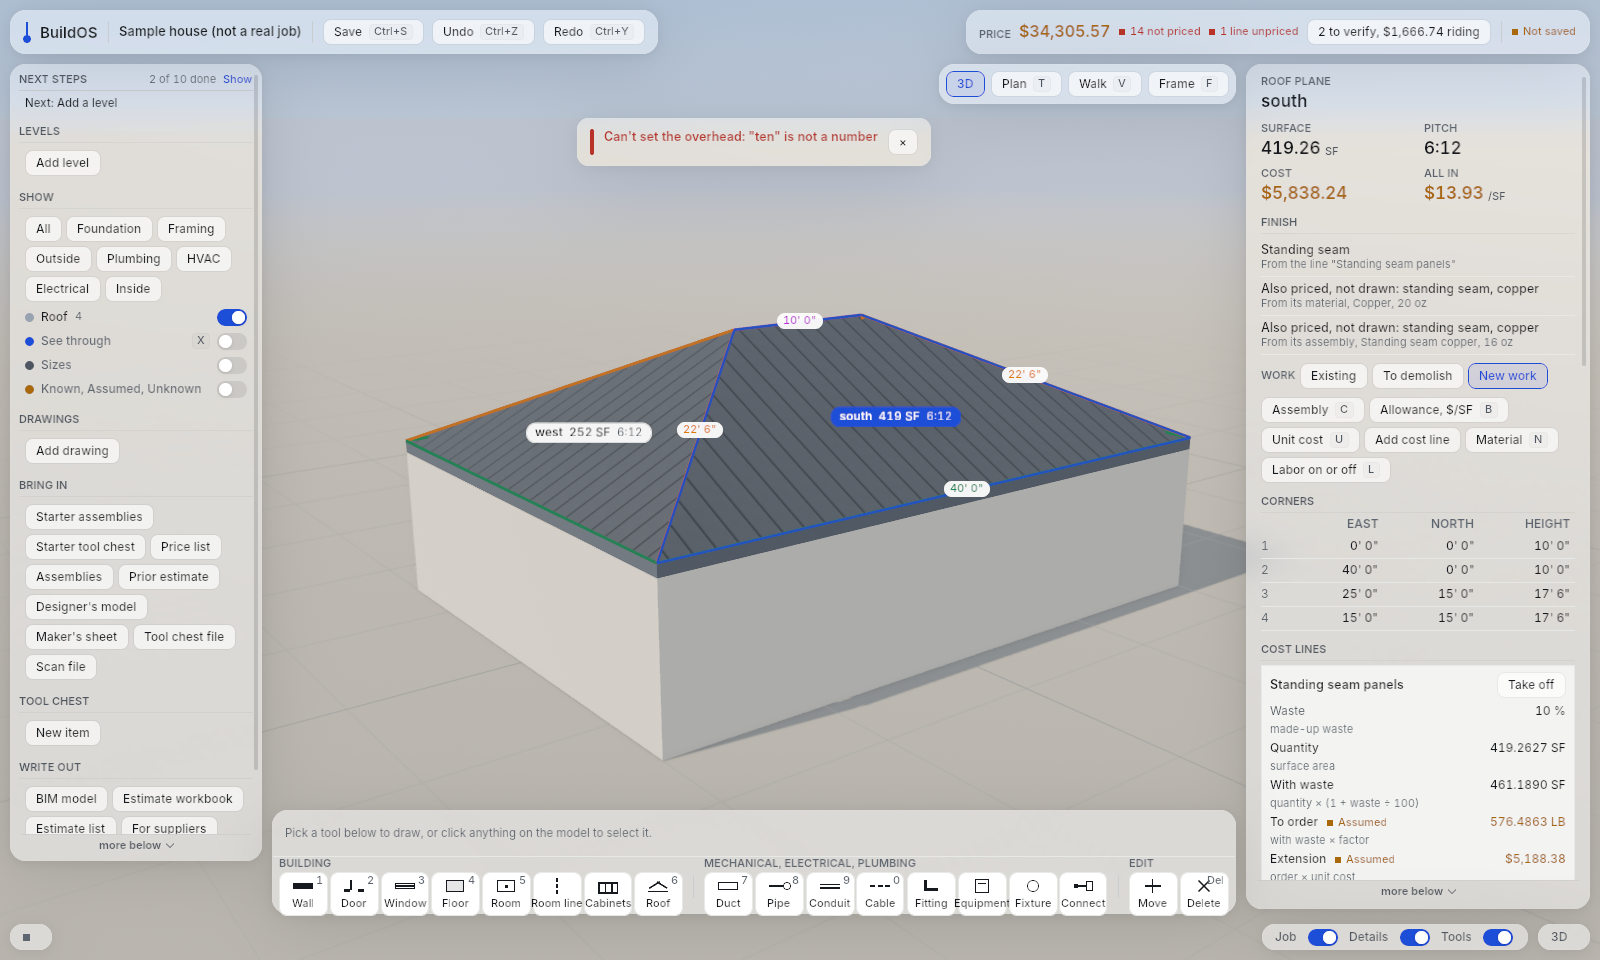 BuildOS
Sample house (not a real job)
Save Ctrl+S
Undo Ctrl+Z
Redo Ctrl+Y
PRICE $34,305.57
14 not priced
1 line unpriced
2 to verify, $1,666.74 riding
Not saved
NEXT STEPS 2 of 10 done Show
Next: Add a level
LEVELS
Add level
SHOW
All Foundation Framing
Outside Plumbing HVAC
Electrical Inside
Roof 4
See through X
Sizes
Known, Assumed, Unknown
DRAWINGS
Add drawing
BRING IN
Starter assemblies
Starter tool chest Price list
Assemblies Prior estimate
Designer's model
Maker's sheet Tool chest file
Scan file
TOOL CHEST
New item
WRITE OUT
BIM model Estimate workbook
Estimate list For suppliers
more below
3D Plan T Walk V Frame F
Can't set the overhead: "ten" is not a number ×
10' 0"
22' 6"
south 419 SF 6:12
west 252 SF 6:12
22' 6"
40' 0"
Pick a tool below to draw, or click anything on the model to select it.
BUILDING
1 Wall
2 Door
3 Window
4 Floor
5 Room
Room line
Cabinets
6 Roof
MECHANICAL, ELECTRICAL, PLUMBING
7 Duct
8 Pipe
9 Conduit
0 Cable
Fitting
Equipment
Fixture
Connect
EDIT
Move
Del Delete
ROOF PLANE
south
SURFACE PITCH
419.26 SF 6:12
COST ALL IN
$5,838.24 $13.93 /SF
FINISH
Standing seam
From the line "Standing seam panels"
Also priced, not drawn: standing seam, copper
From its material, Copper, 20 oz
Also priced, not drawn: standing seam, copper
From its assembly, Standing seam copper, 16 oz
WORK Existing To demolish New work
Assembly C Allowance, $/SF B
Unit cost U Add cost line Material N
Labor on or off L
CORNERS
EAST NORTH HEIGHT
1 0' 0" 0' 0" 10' 0"
2 40' 0" 0' 0" 10' 0"
3 25' 0" 15' 0" 17' 6"
4 15' 0" 15' 0" 17' 6"
COST LINES
Standing seam panels Take off
Waste 10 %
made-up waste
Quantity 419.2627 SF
surface area
With waste 461.1890 SF
quantity × (1 + waste ÷ 100)
To order Assumed 576.4863 LB
with waste × factor
Extension Assumed $5,188.38
order × unit cost
more below
Job Details Tools 3D